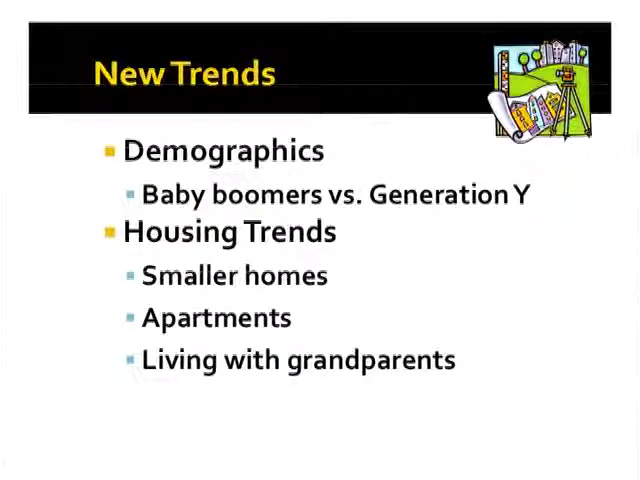 New Trends
Demographics
Baby boomers vs. Generation Y
Housing Trends
Smaller homes
Apartments
Living with grandparents